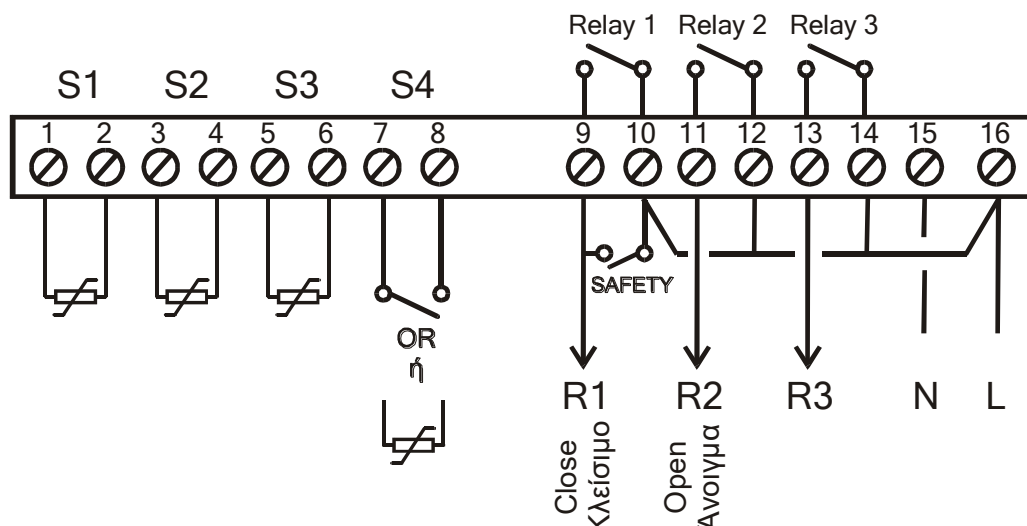 Relay 1 Relay 2 Relay 3
S1 S2 S3 S4
1 2 3 4 5 6 7 8 9 10 11 12 13 14 15 16
SAFETY
OR
ή
R1 R2 R3 N L
Close
Κλείσιμο
Open
Ανοιγμα